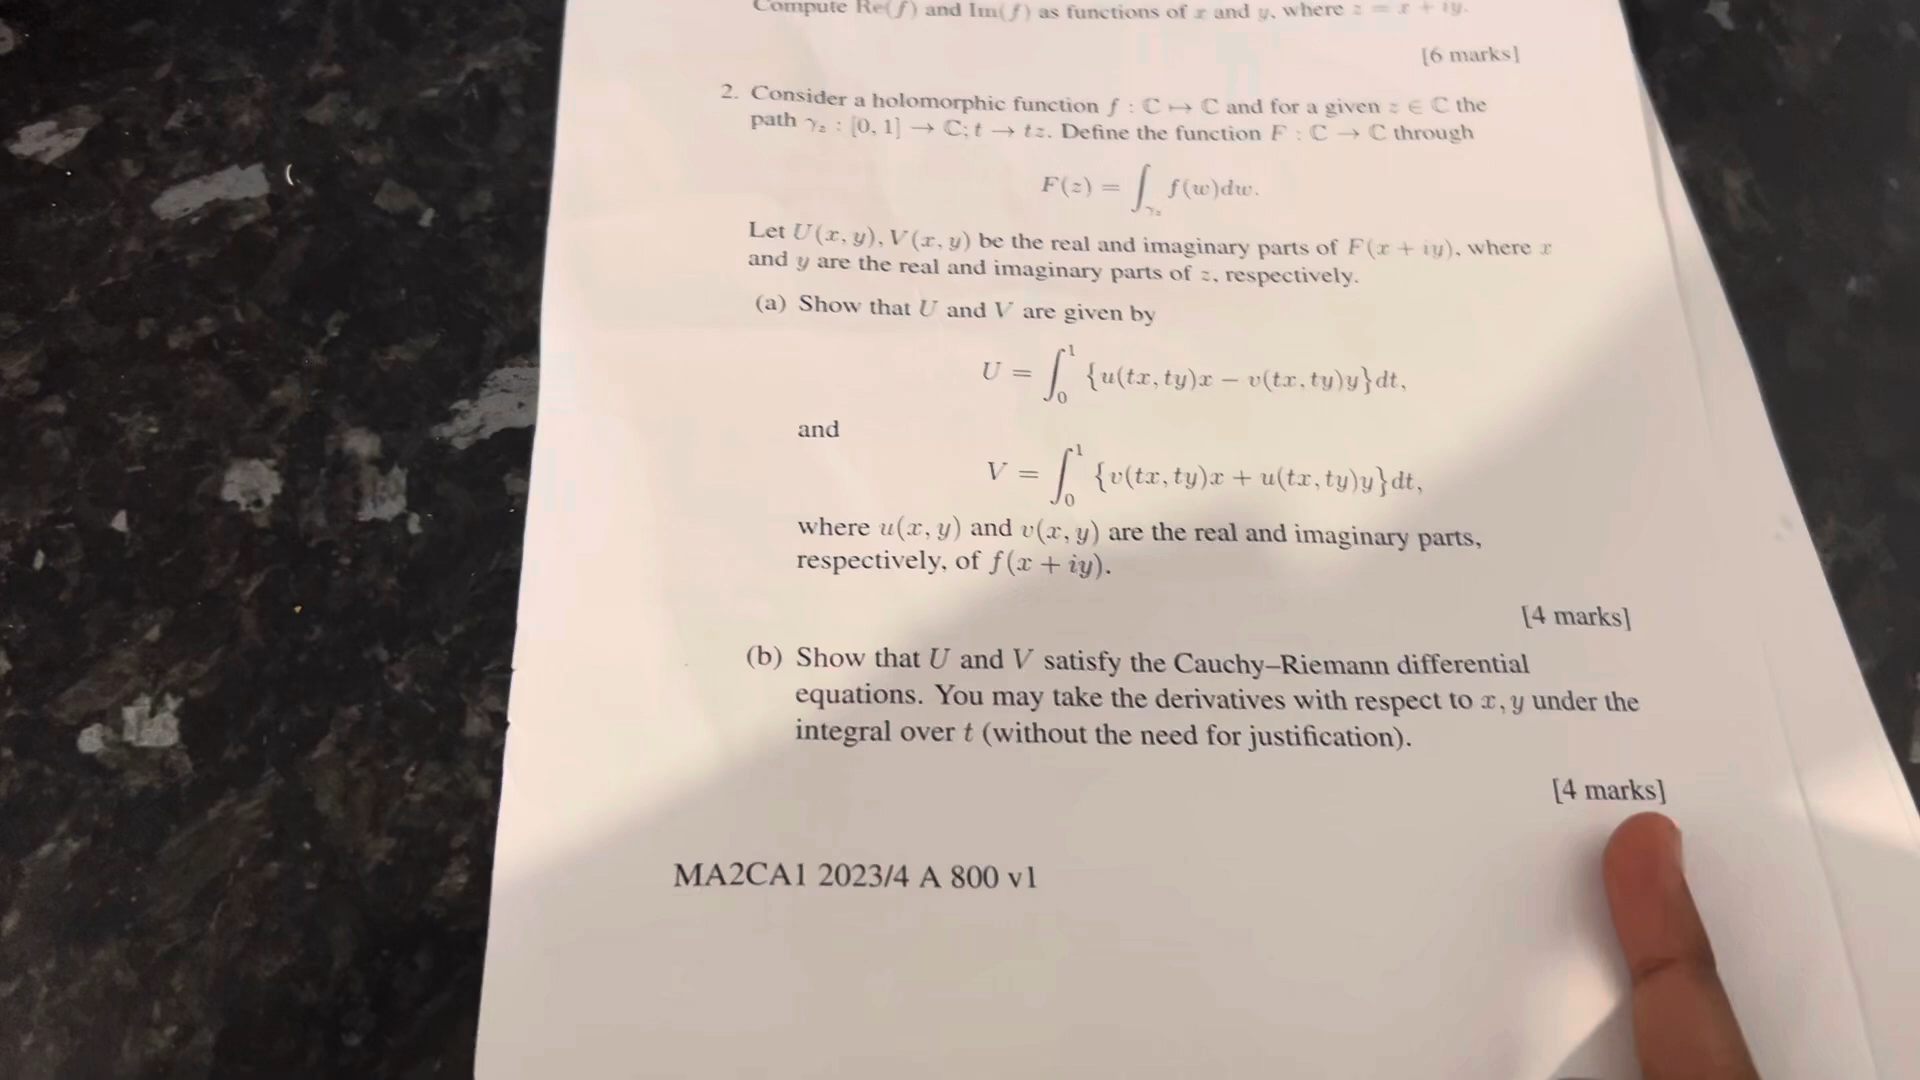 Compute Re(f) and Im(f) as functions of x and y, where z = x + iy.
[6 marks]
2. Consider a holomorphic function f : ℂ ↦ ℂ and for a given z ∈ ℂ the
path γ_z : [0, 1] → ℂ; t → tz. Define the function F : ℂ → ℂ through
F(z) = ∫_{γ_z} f(w)dw.
Let U(x, y), V(x, y) be the real and imaginary parts of F(x + iy), where x
and y are the real and imaginary parts of z, respectively.
(a) Show that U and V are given by
U = ∫_0^1 {u(tx, ty)x − v(tx, ty)y}dt,
and
V = ∫_0^1 {v(tx, ty)x + u(tx, ty)y}dt,
where u(x, y) and v(x, y) are the real and imaginary parts,
respectively, of f(x + iy).
[4 marks]
(b) Show that U and V satisfy the Cauchy–Riemann differential
equations. You may take the derivatives with respect to x, y under the
integral over t (without the need for justification).
[4 marks]
MA2CA1 2023/4 A 800 v1